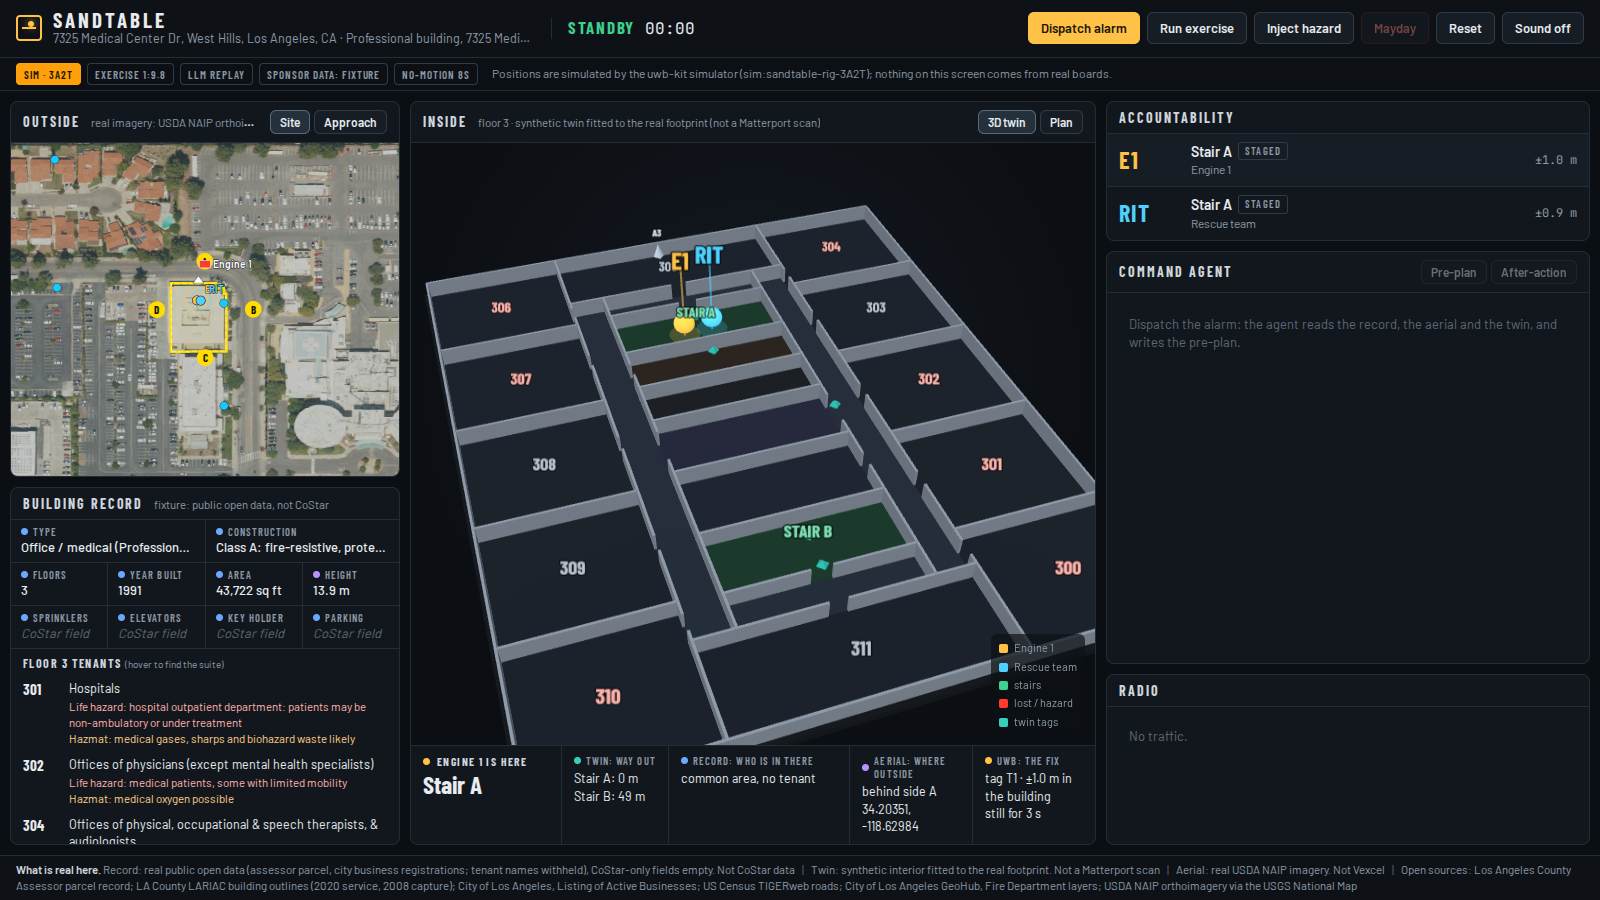 SANDTABLE
7325 Medical Center Dr, West Hills, Los Angeles, CA · Professional building, 7325 Medi...
STANDBY 00:00
Dispatch alarm
Run exercise
Inject hazard
Mayday
Reset
Sound off
SIM · 3A2T
EXERCISE 1:9.8
LLM REPLAY
SPONSOR DATA: FIXTURE
NO-MOTION 8S
Positions are simulated by the uwb-kit simulator (sim:sandtable-rig-3A2T); nothing on this screen comes from real boards.
OUTSIDE
real imagery: USDA NAIP orthoi...
Site
Approach
Engine 1
D
B
C
BUILDING RECORD
fixture: public open data, not CoStar
TYPE
Office / medical (Profession...
CONSTRUCTION
Class A: fire-resistive, prote...
FLOORS
3
YEAR BUILT
1991
AREA
43,722 sq ft
HEIGHT
13.9 m
SPRINKLERS
CoStar field
ELEVATORS
CoStar field
KEY HOLDER
CoStar field
PARKING
CoStar field
FLOOR 3 TENANTS (hover to find the suite)
301
Hospitals
Life hazard: hospital outpatient department: patients may be
non-ambulatory or under treatment
Hazmat: medical gases, sharps and biohazard waste likely
302
Offices of physicians (except mental health specialists)
Life hazard: medical patients, some with limited mobility
Hazmat: medical oxygen possible
304
Offices of physical, occupational & speech therapists, &
audiologists
INSIDE
floor 3 · synthetic twin fitted to the real footprint (not a Matterport scan)
3D twin
Plan
A3
E1
RIT
304
306
303
STAIR A
307
302
308
301
STAIR B
309
300
311
310
Engine 1
Rescue team
stairs
lost / hazard
twin tags
ENGINE 1 IS HERE
Stair A
TWIN: WAY OUT
Stair A: 0 m
Stair B: 49 m
RECORD: WHO IS IN THERE
common area, no tenant
AERIAL: WHERE
OUTSIDE
behind side A
34.20351,
-118.62984
UWB: THE FIX
tag T1 · ±1.0 m in
the building
still for 3 s
ACCOUNTABILITY
E1
Stair A
STAGED
Engine 1
±1.0 m
RIT
Stair A
STAGED
Rescue team
±0.9 m
COMMAND AGENT
Pre-plan
After-action
Dispatch the alarm: the agent reads the record, the aerial and the twin, and
writes the pre-plan.
RADIO
No traffic.
What is real here. Record: real public open data (assessor parcel, city business registrations; tenant names withheld), CoStar-only fields empty. Not CoStar data | Twin: synthetic interior fitted to the real footprint. Not a Matterport scan | Aerial: real USDA NAIP imagery. Not Vexcel | Open sources: Los Angeles County
Assessor parcel record; LA County LARIAC building outlines (2020 service, 2008 capture); City of Los Angeles, Listing of Active Businesses; US Census TIGERweb roads; City of Los Angeles GeoHub, Fire Department layers; USDA NAIP orthoimagery via the USGS National Map